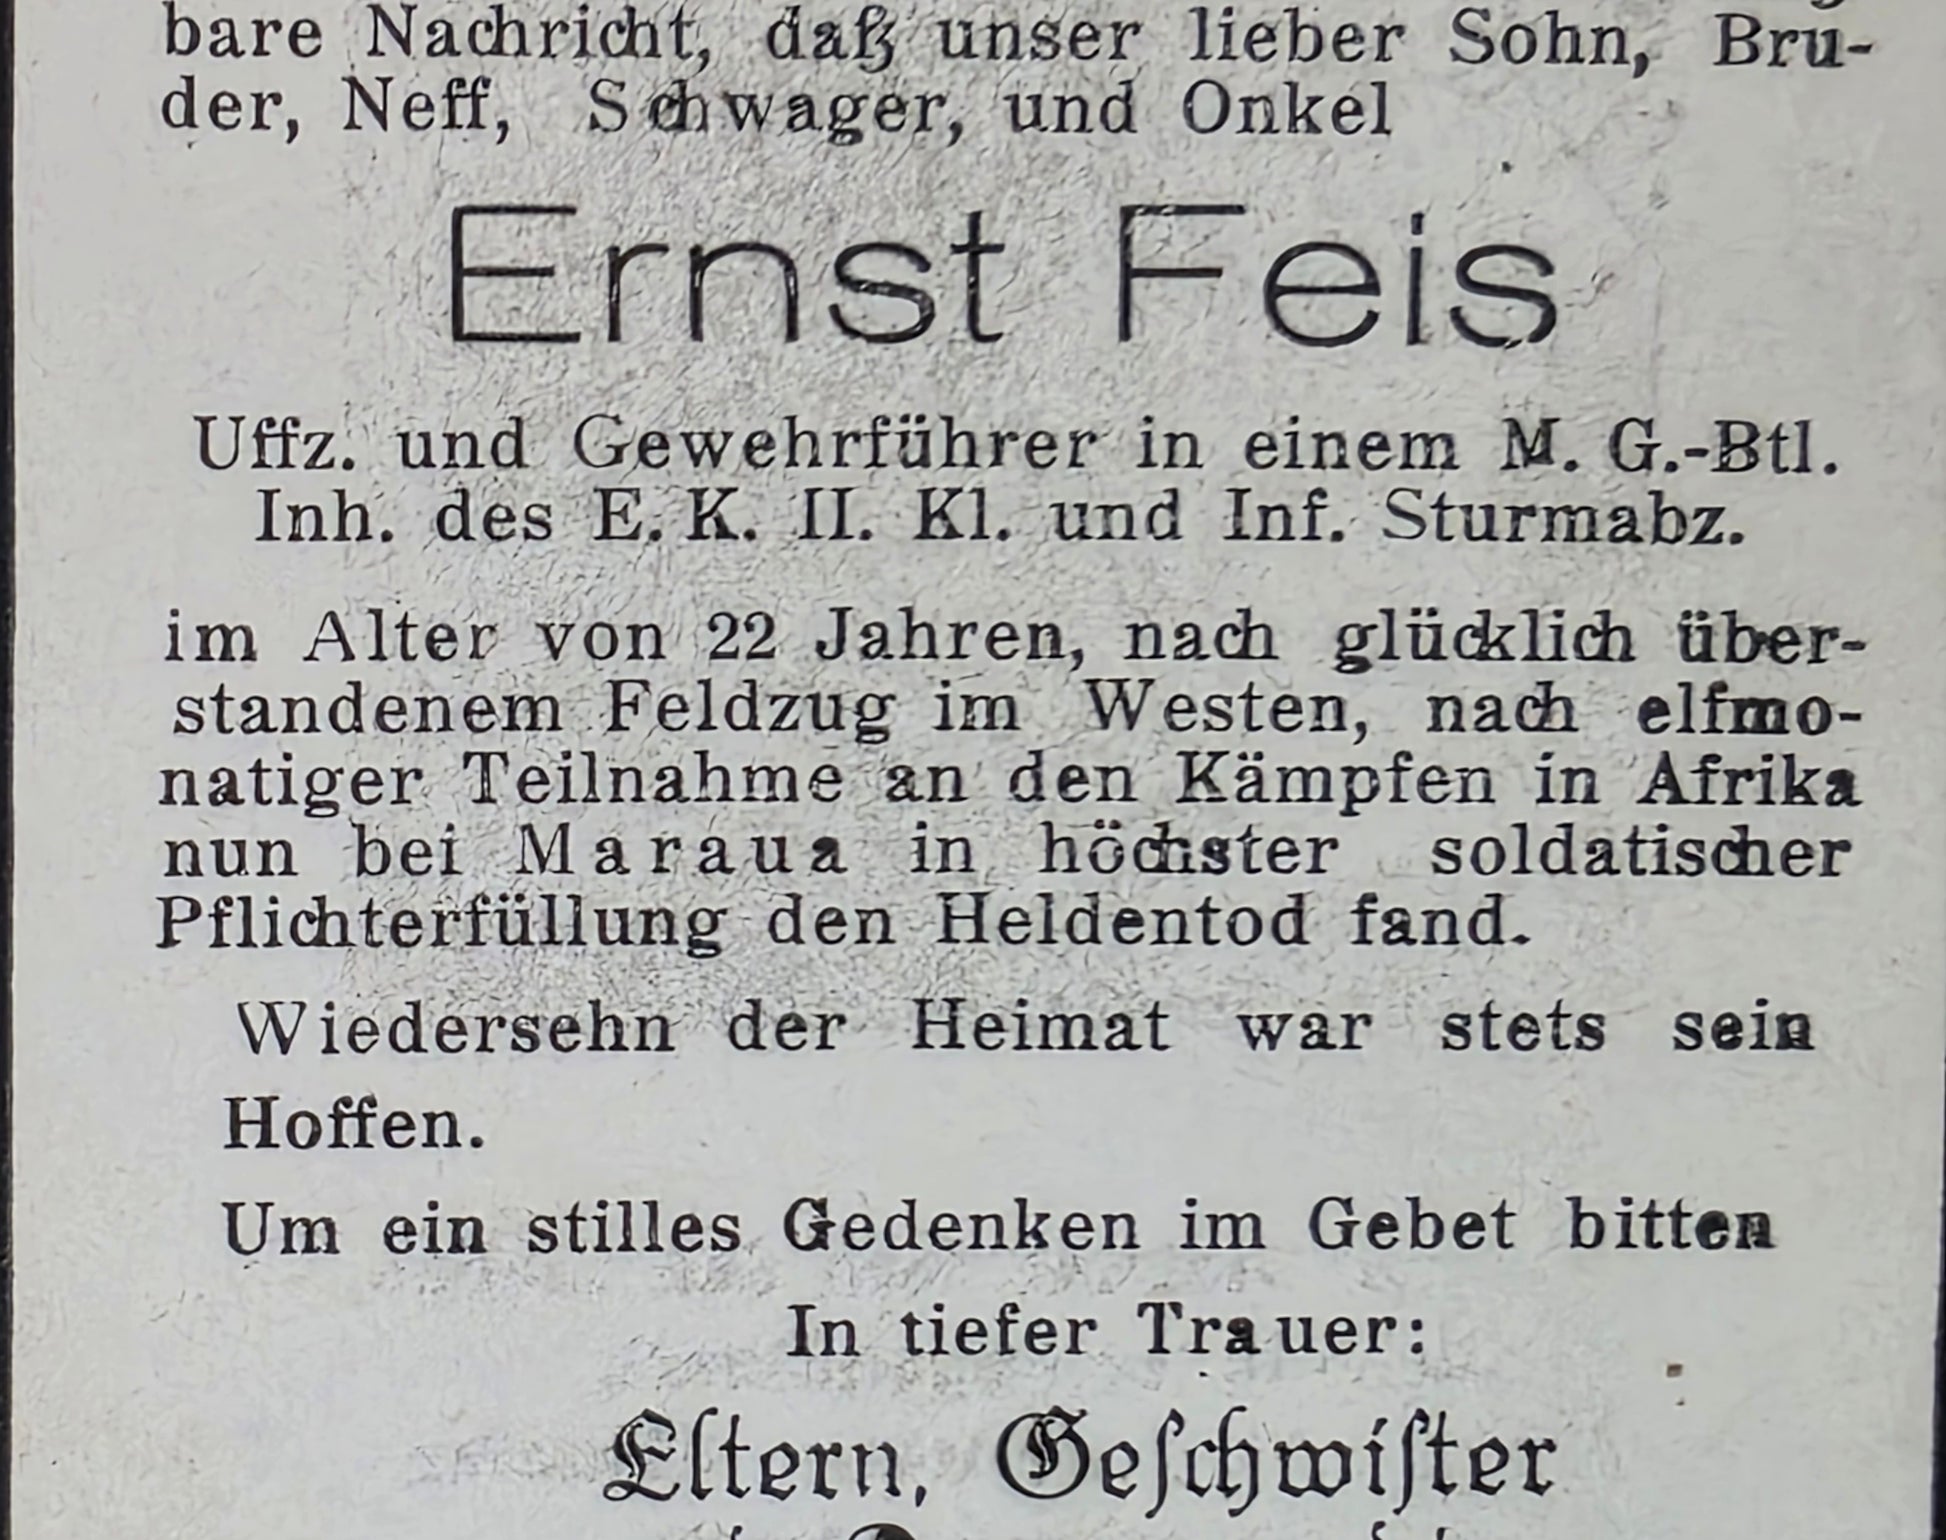 bare Nachricht, daß unser lieber Sohn, Bru-
der, Neff, Schwager, und Onkel
Ernst Feis
Uffz. und Gewehrführer in einem M. G.-Btl.
Inh. des E. K. II. Kl. und Inf. Sturmabz.
im Alter von 22 Jahren, nach glücklich über-
standenem Feldzug im Westen, nach elfmo-
natiger Teilnahme an den Kämpfen in Afrika
nun bei Maraua in höchster soldatischer
Pflichterfüllung den Heldentod fand.
Wiedersehn der Heimat war stets sein
Hoffen.
Um ein stilles Gedenken im Gebet bitten
In tiefer Trauer:
Eltern, Geschwister